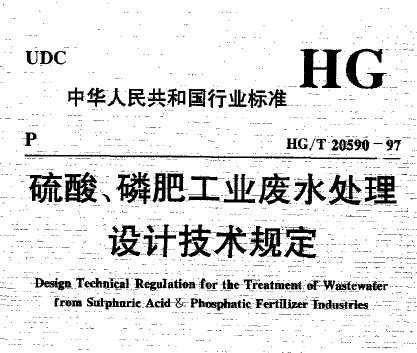 UDC
HG
中华人民共和国行业标准
P
HG/T 20590-97
硫酸、磷肥工业废水处理
设计技术规定
Design Technical Regulation for the Treatment of Wastewater
from Sulphuric Acid & Phosphatic Fertilizer Industries